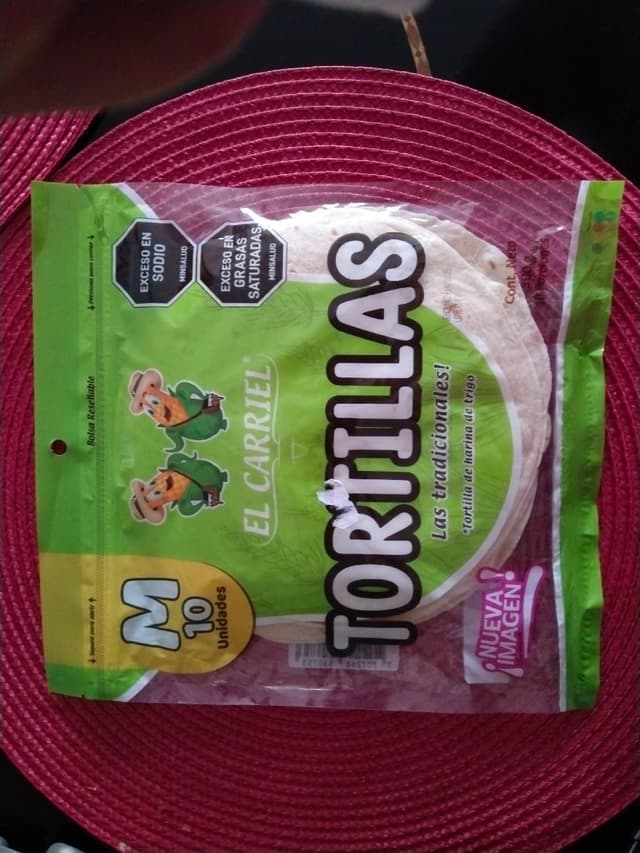 Bolsa Resellable
EXCESO EN
SODIO
MINSALUD
EXCESO EN
GRASAS
SATURADAS
MINSALUD
M
10
Unidades
EL CARRIEL
TORTILLAS
Las tradicionales!
*Tortilla de harina de trigo
¡NUEVA
IMAGEN!
Cont. Neto